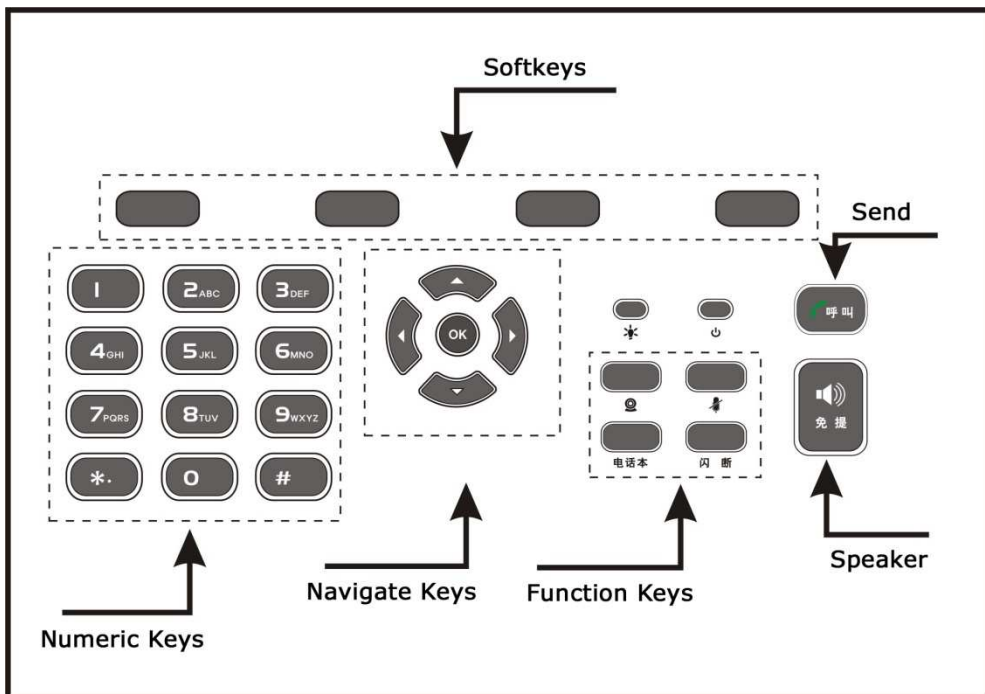 Softkeys
Send
1
2ABC
3DEF
呼叫
4GHI
5JKL
6MNO
OK
7PQRS
8TUV
9WXYZ
免提
电话本
闪断
*.
0
#
Speaker
Navigate Keys
Function Keys
Numeric Keys